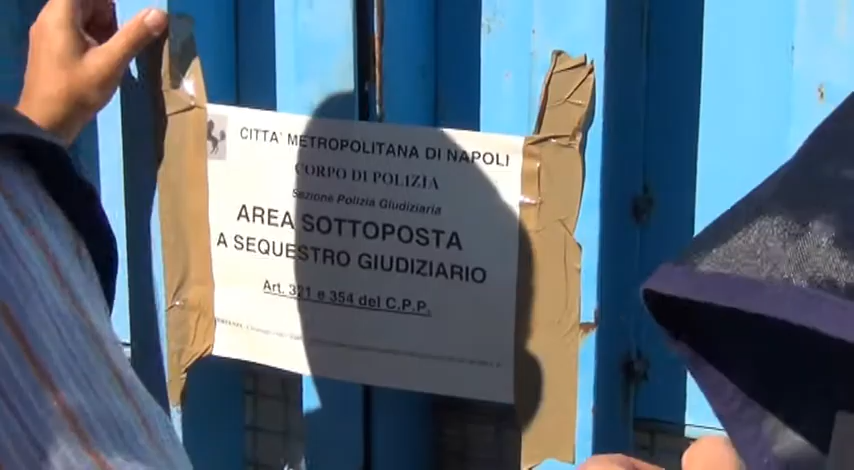 CITTA' METROPOLITANA DI NAPOLI
CORPO DI POLIZIA
Sezione Polizia Giudiziaria
AREA SOTTOPOSTA
A SEQUESTRO GIUDIZIARIO
Art. 321 e 354 del C.P.P.